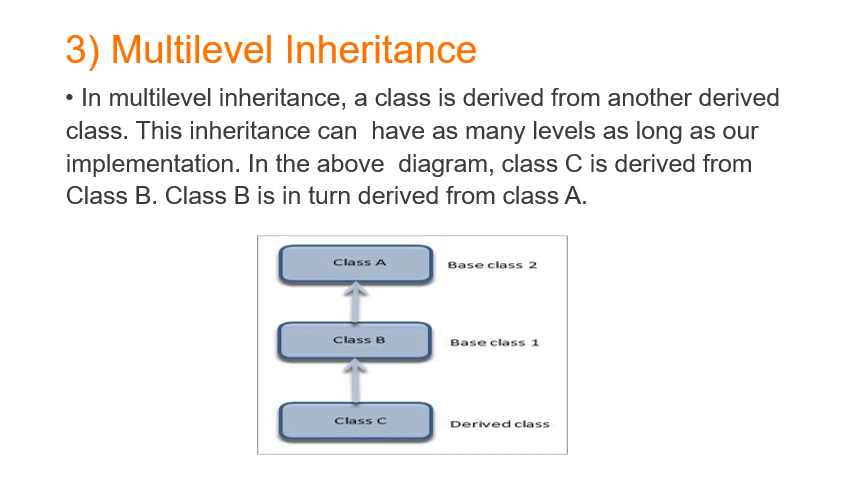 3) Multilevel Inheritance
• In multilevel inheritance, a class is derived from another derived
class. This inheritance can  have as many levels as long as our
implementation. In the above  diagram, class C is derived from
Class B. Class B is in turn derived from class A.
Class A
Base class 2
Class B
Base class 1
Class C
Derived class